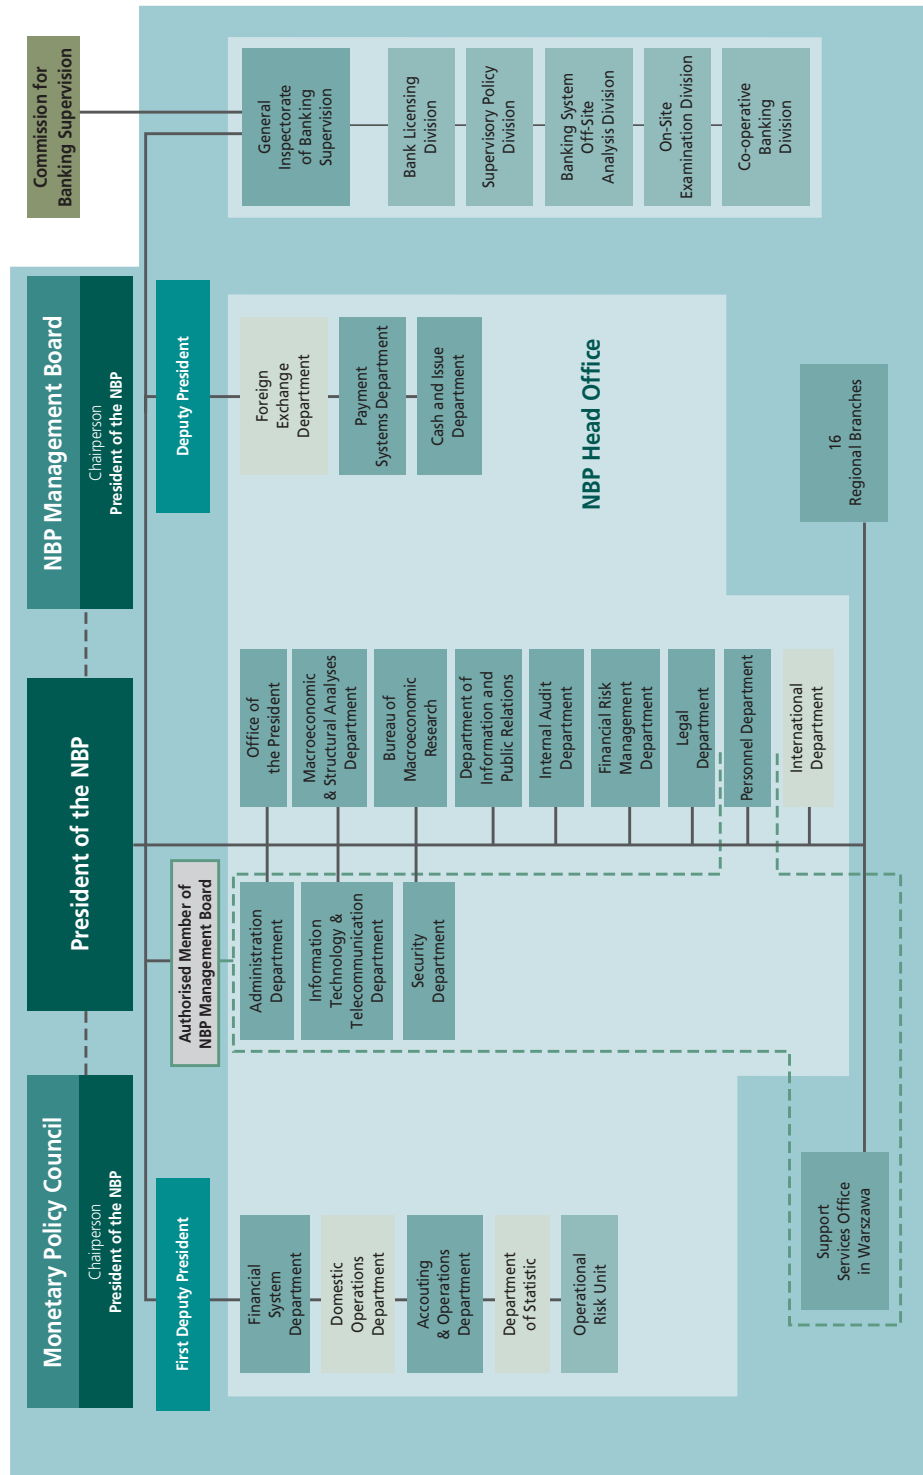 Monetary Policy Council
Chairperson
President of the NBP
President of the NBP
NBP Management Board
Chairperson
President of the NBP
Commission for
Banking Supervision
First Deputy President
Authorised Member of
NBP Management Board
Deputy President
Financial
System
Department
Domestic
Operations
Department
Accouting
& Operations
Department
Department
of Statistic
Operational
Risk Unit
Administration
Department
Information
Technology &
Telecommunication
Department
Security
Department
Office of
the President
Macroeconomic
& Structural Analyses
Department
Bureau of
Macroeconomic
Research
Department of
Information and
Public Relations
Internal Audit
Department
Financial Risk
Management
Department
Legal
Department
Personnel Department
International
Department
Foreign
Exchange
Department
Payment
Systems Department
Cash and Issue
Department
NBP Head Office
General
Inspectorate
of Banking
Supervision
Bank Licensing
Division
Supervisory Policy
Division
Banking System
Off-Site
Analysis Division
On-Site
Examination Division
Co-operative
Banking
Division
Support
Services Office
in Warszawa
16
Regional Branches